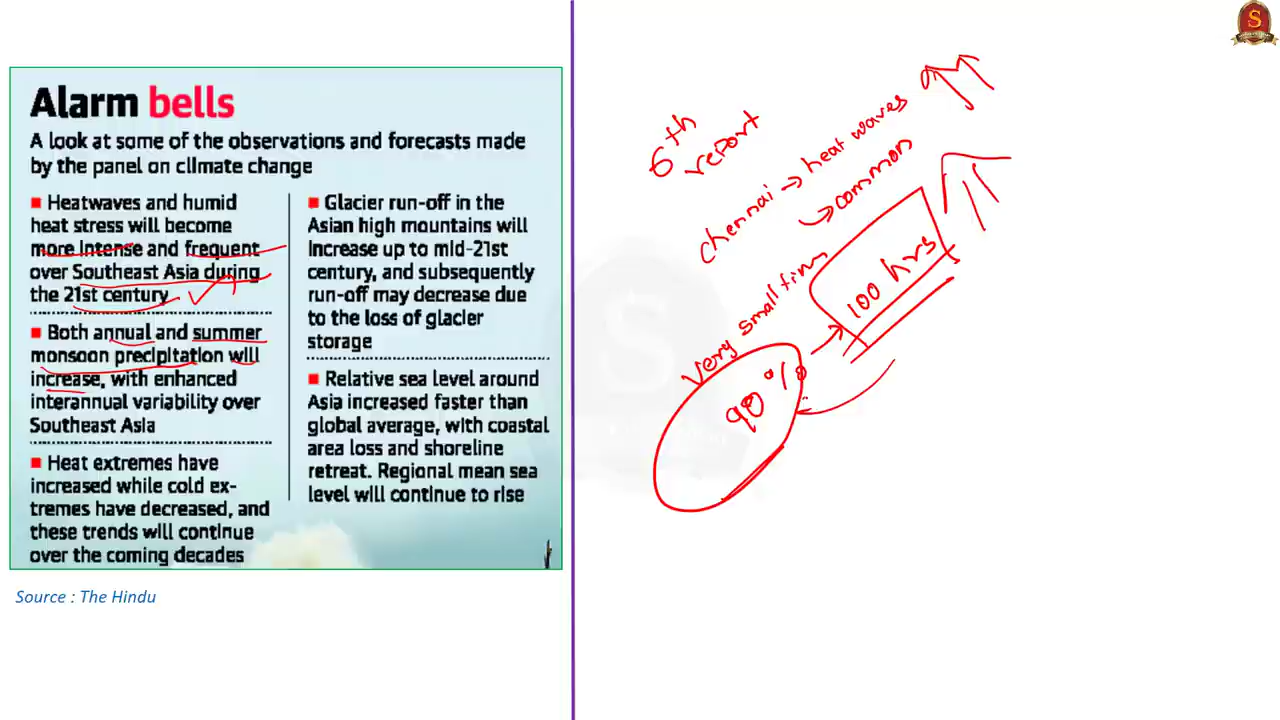 Alarm bells
A look at some of the observations and forecasts made
by the panel on climate change
■ Heatwaves and humid
heat stress will become
more intense and frequent
over Southeast Asia during
the 21st century
■ Both annual and summer
monsoon precipitation will
increase, with enhanced
interannual variability over
Southeast Asia
■ Heat extremes have
increased while cold ex-
tremes have decreased, and
these trends will continue
over the coming decades
■ Glacier run-off in the
Asian high mountains will
increase up to mid-21st
century, and subsequently
run-off may decrease due
to the loss of glacier
storage
■ Relative sea level around
Asia increased faster than
global average, with coastal
area loss and shoreline
retreat. Regional mean sea
level will continue to rise
Source : The Hindu
6th
report
chennai → heat waves
common
very small time
100 hrs
90%
S